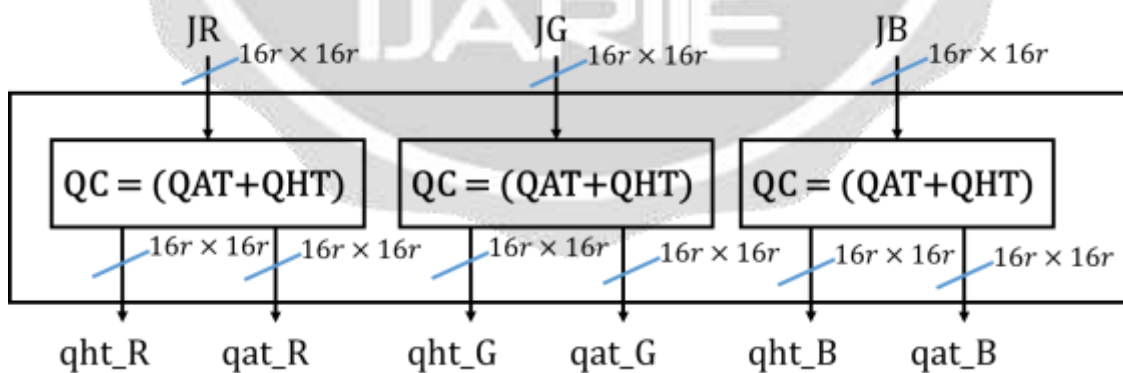 IJARIIE
JR JG JB
16r × 16r 16r × 16r 16r × 16r
QC = (QAT+QHT) QC = (QAT+QHT) QC = (QAT+QHT)
16r × 16r 16r × 16r 16r × 16r 16r × 16r 16r × 16r 16r × 16r
qht_R qat_R qht_G qat_G qht_B qat_B